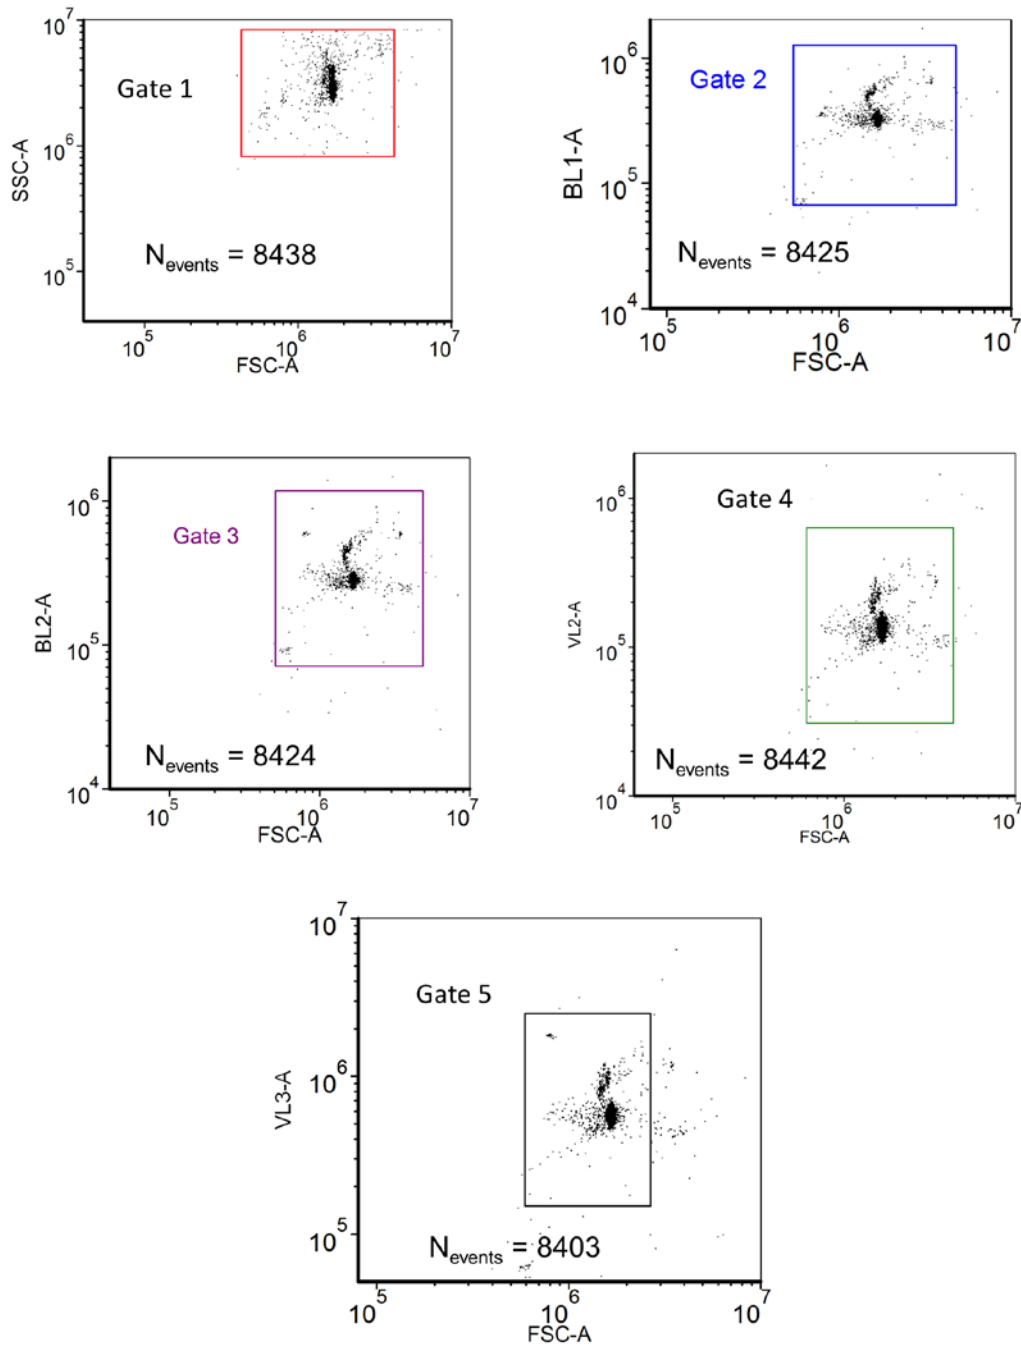 10^7
SSC-A
Gate 1
10^6
N_events = 8438
10^5
10^5 10^6 10^7
FSC-A
10^6
BL1-A
Gate 2
10^5
N_events = 8425
10^4
10^5 10^6 10^7
FSC-A
10^6
Gate 3
BL2-A
10^5
N_events = 8424
10^4
10^5 10^6 10^7
FSC-A
10^6
Gate 4
VL2-A
10^5
N_events = 8442
10^4
10^5 10^6 10^7
FSC-A
10^7
Gate 5
VL3-A
10^6
10^5
N_events = 8403
10^5 10^6 10^7
FSC-A